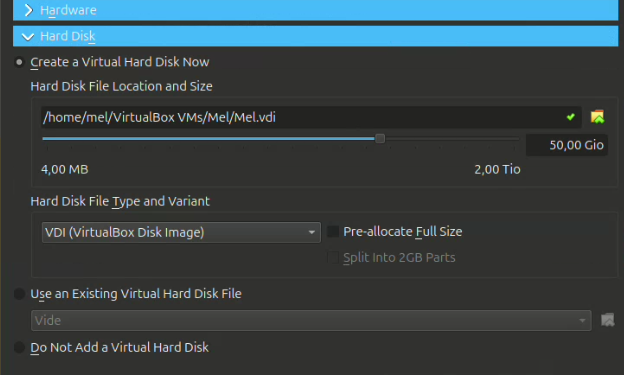 Hardware
Hard Disk
Create a Virtual Hard Disk Now
Hard Disk File Location and Size
/home/mel/VirtualBox VMs/Mel/Mel.vdi
50,00 Gio
4,00 MB 2,00 Tio
Hard Disk File Type and Variant
VDI (VirtualBox Disk Image) Pre-allocate Full Size
Split Into 2GB Parts
Use an Existing Virtual Hard Disk File
Vide
Do Not Add a Virtual Hard Disk